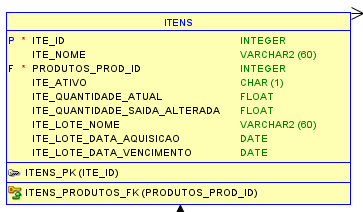 ITENS
P * ITE_ID INTEGER
ITE_NOME VARCHAR2 (60)
F * PRODUTOS_PROD_ID INTEGER
ITE_ATIVO CHAR (1)
ITE_QUANTIDADE_ATUAL FLOAT
ITE_QUANTIDADE_SAIDA_ALTERADA FLOAT
ITE_LOTE_NOME VARCHAR2 (60)
ITE_LOTE_DATA_AQUISICAO DATE
ITE_LOTE_DATA_VENCIMENTO DATE
ITENS_PK (ITE_ID)
ITENS_PRODUTOS_FK (PRODUTOS_PROD_ID)